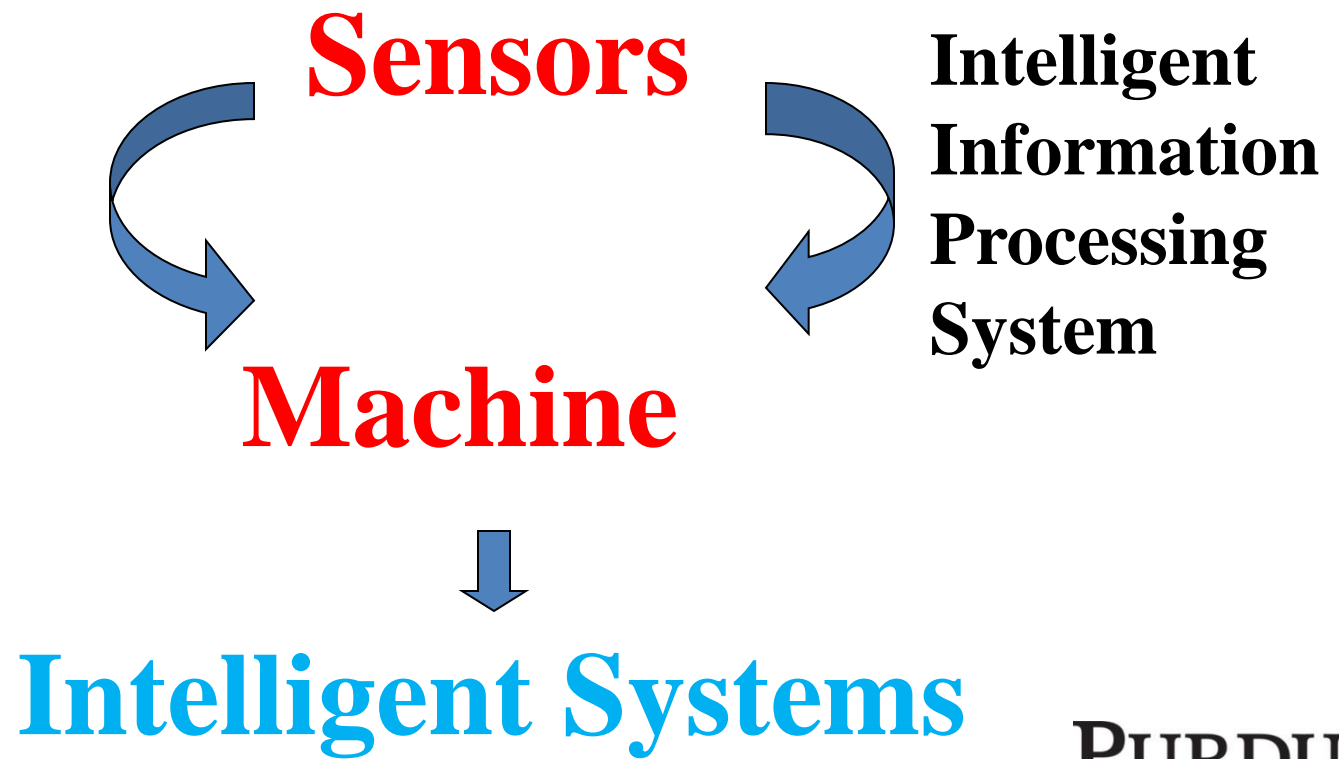 Sensors
Intelligent
Information
Processing
System
Machine
Intelligent Systems